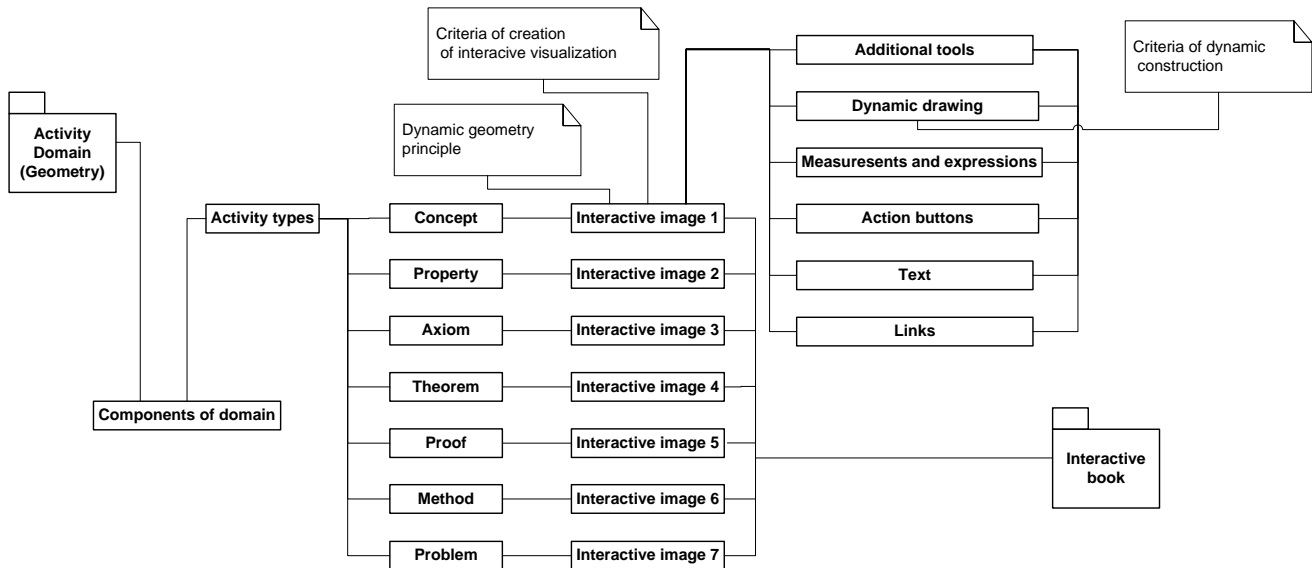 Criteria of creation
of interacive visualization
Additional tools
Criteria of dynamic
construction
Dynamic drawing
Activity
Domain
(Geometry)
Dynamic geometry
principle
Measuresents and expressions
Activity types
Concept
Interactive image 1
Action buttons
Property
Interactive image 2
Text
Axiom
Interactive image 3
Links
Theorem
Interactive image 4
Components of domain
Proof
Interactive image 5
Interactive
book
Method
Interactive image 6
Problem
Interactive image 7